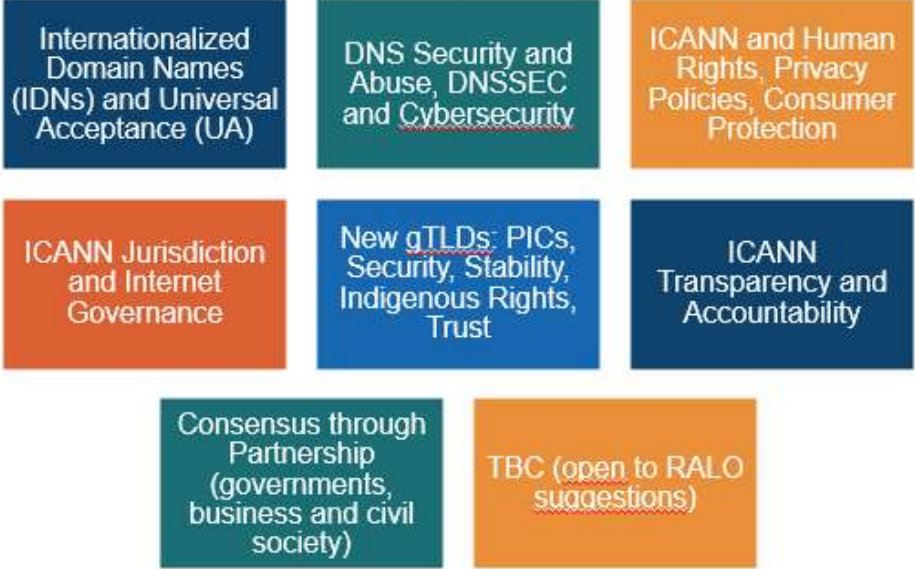 Internationalized
Domain Names
(IDNs) and Universal
Acceptance (UA)
DNS Security and
Abuse, DNSSEC
and Cybersecurity
ICANN and Human
Rights, Privacy
Policies, Consumer
Protection
ICANN Jurisdiction
and Internet
Governance
New gTLDs: PICs,
Security, Stability,
Indigenous Rights,
Trust
ICANN
Transparency and
Accountability
Consensus through
Partnership
(governments,
business and civil
society)
TBC (open to RALO
suggestions)